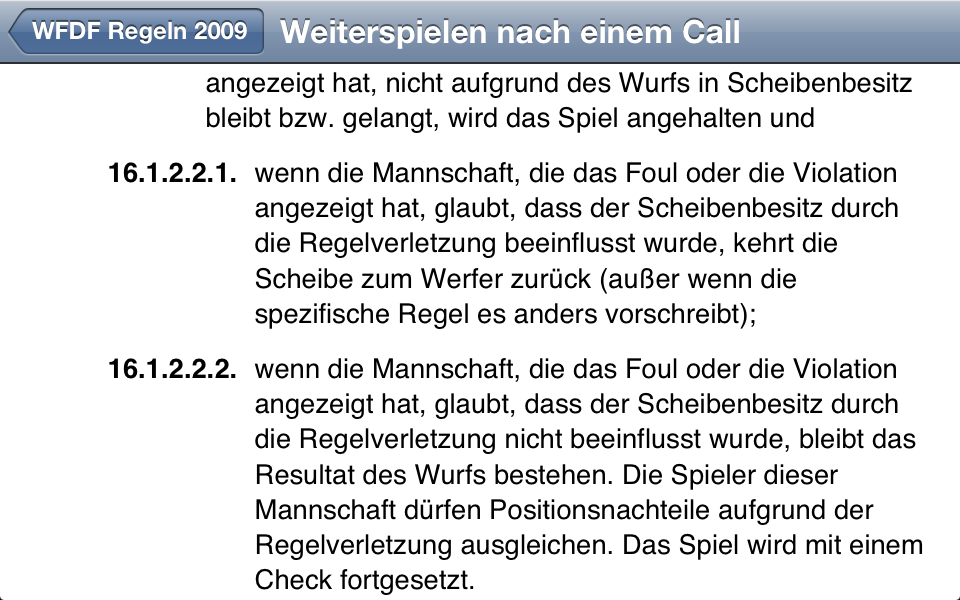 WFDF Regeln 2009
Weiterspielen nach einem Call
angezeigt hat, nicht aufgrund des Wurfs in Scheibenbesitz
bleibt bzw. gelangt, wird das Spiel angehalten und
16.1.2.2.1. wenn die Mannschaft, die das Foul oder die Violation
angezeigt hat, glaubt, dass der Scheibenbesitz durch
die Regelverletzung beeinflusst wurde, kehrt die
Scheibe zum Werfer zurück (außer wenn die
spezifische Regel es anders vorschreibt);
16.1.2.2.2. wenn die Mannschaft, die das Foul oder die Violation
angezeigt hat, glaubt, dass der Scheibenbesitz durch
die Regelverletzung nicht beeinflusst wurde, bleibt das
Resultat des Wurfs bestehen. Die Spieler dieser
Mannschaft dürfen Positionsnachteile aufgrund der
Regelverletzung ausgleichen. Das Spiel wird mit einem
Check fortgesetzt.